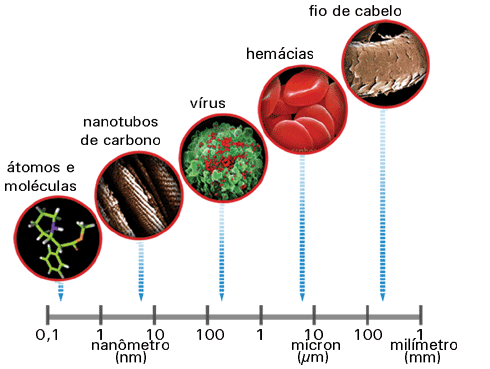 fio de cabelo
hemácias
vírus
nanotubos
de carbono
átomos e
moléculas
0,1 1 10 100 1 10 100 1
nanômetro micron milímetro
(nm) (µm) (mm)